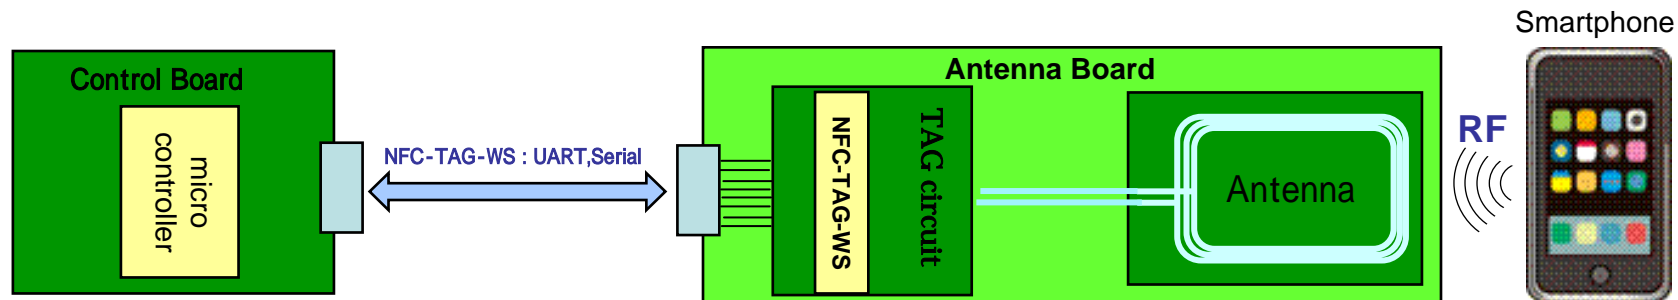 Smartphone
Control Board
micro
controller
NFC-TAG-WS : UART,Serial
Antenna Board
NFC-TAG-WS
TAG circuit
Antenna
RF